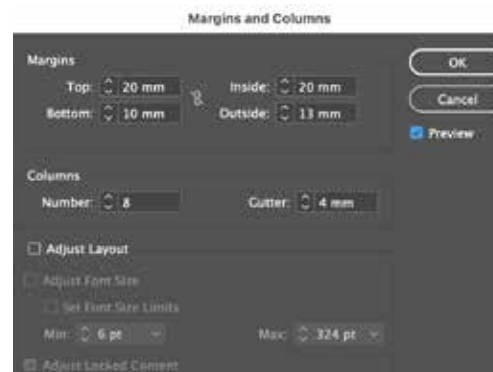 Margins and Columns
Margins
Top: 20 mm Inside: 20 mm
Bottom: 10 mm Outside: 13 mm
OK
Cancel
Preview
Columns
Number: 8 Gutter: 4 mm
Adjust Layout
Adjust Font Size
Set Font Size Limits
Min: 6 pt Max: 324 pt
Adjust Locked Content